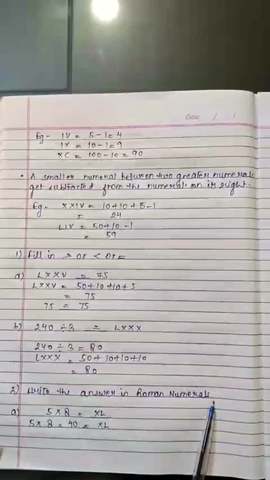 Date / /
Eg- IV = 5-1=4
IX = 10-1=9
XC = 100-10=90
• A smaller numeral between two greater numerals
get subtracted from the numeral on its right.
Eg- XXIV = 10+10+5-1
= 24
LIX = 50+10-1
= 59
1) Fill in > or < or =
a) LXXV = 75
LXXV = 50+10+10+5
= 75
75 = 75
b) 240÷3 = LXXX
240÷3 = 80
LXXX = 50+10+10+10
= 80
2) Write the answer in Roman Numerals
a) 5×8 = XL
5×8 = 40 = XL